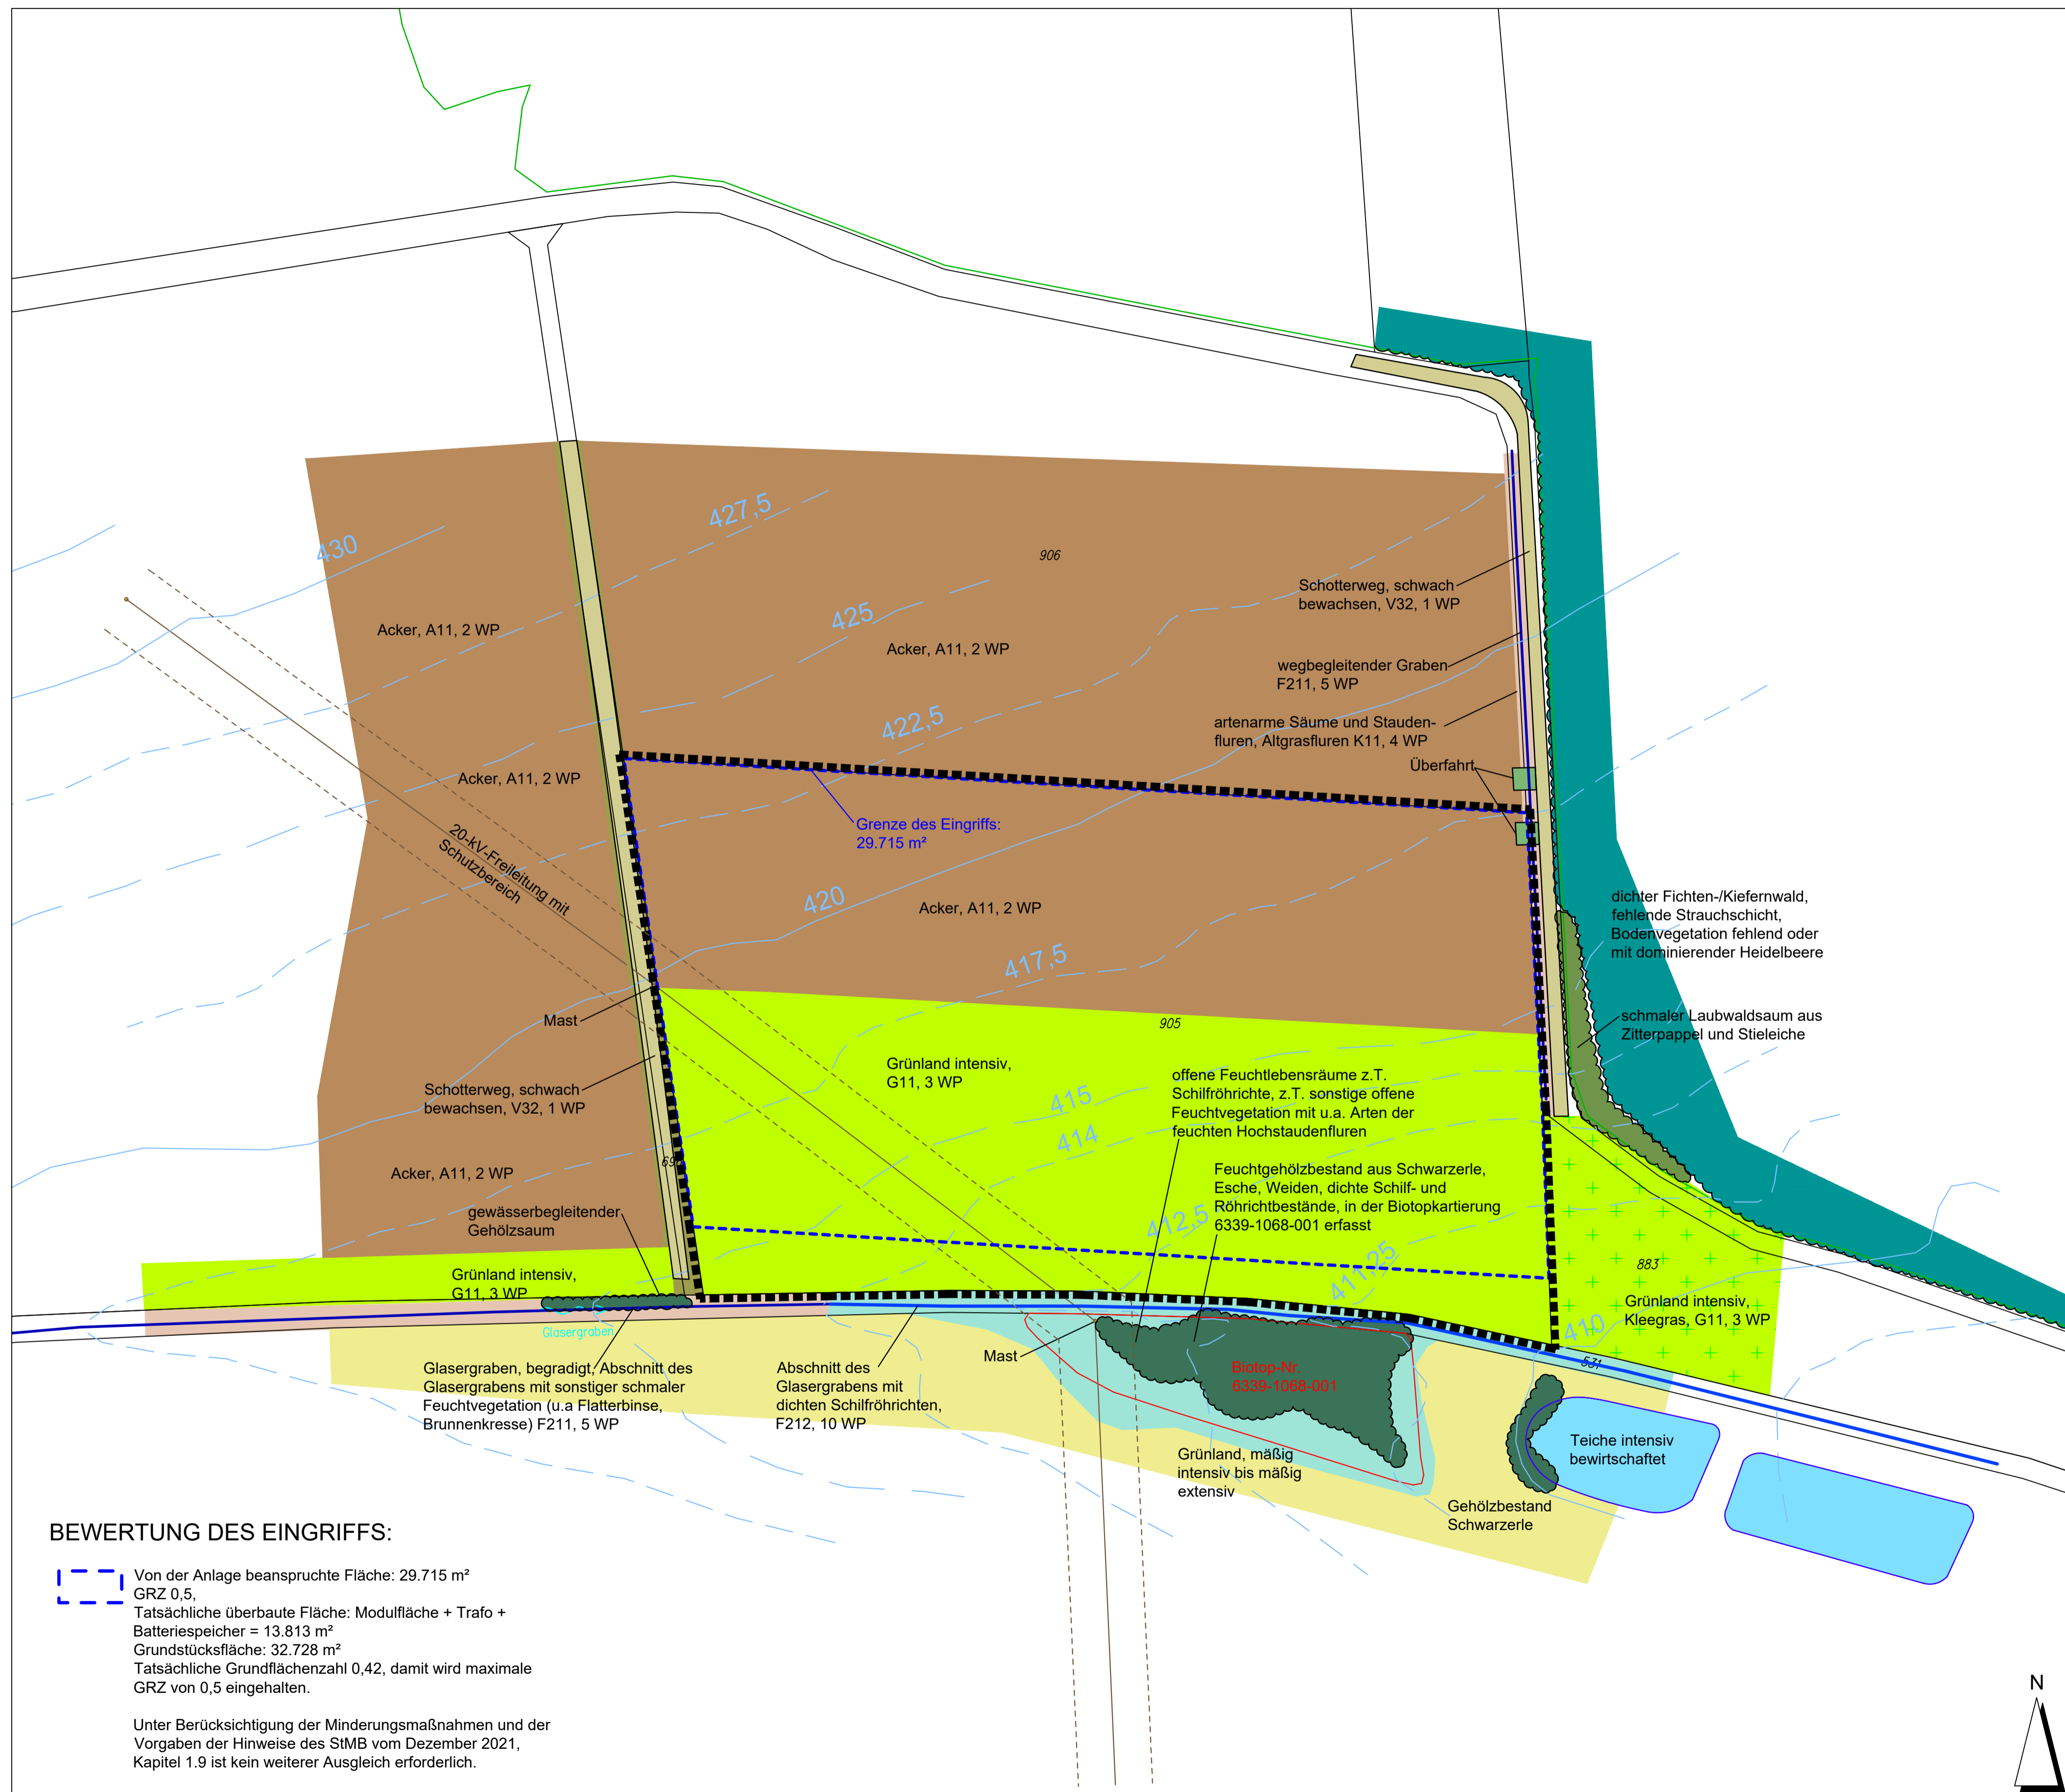 430
427,5
906
425
Acker, A11, 2 WP
Acker, A11, 2 WP
Schotterweg, schwach
bewachsen, V32, 1 WP
wegbegleitender Graben
F211, 5 WP
422,5
artenarme Säume und Stauden-
fluren, Altgrasfluren K11, 4 WP
Überfahrt
Acker, A11, 2 WP
Grenze des Eingriffs:
29.715 m²
20-kV-Freileitung mit
Schutzbereich
420
Acker, A11, 2 WP
dichter Fichten-/Kiefernwald,
fehlende Strauchschicht,
Bodenvegetation fehlend oder
mit dominierender Heidelbeere
417,5
Mast
905
schmaler Laubwaldsaum aus
Zitterpappel und Stieleiche
Grünland intensiv,
G11, 3 WP
Schotterweg, schwach
bewachsen, V32, 1 WP
415
414
offene Feuchtlebensräume z.T.
Schilfröhrichte, z.T. sonstige offene
Feuchtvegetation mit u.a. Arten der
feuchten Hochstaudenfluren
Acker, A11, 2 WP
Feuchtgehölzbestand aus Schwarzerle,
Esche, Weiden, dichte Schilf- und
Röhrichtbestände, in der Biotopkartierung
6339-1068-001 erfasst
gewässerbegleitender
Gehölzsaum
412,5
411,25
883
Grünland intensiv,
G11, 3 WP
Grünland intensiv,
Kleegras, G11, 3 WP
410
Glasergraben
531
Mast
Biotop-Nr.
6339-1068-001
Glasergraben, begradigt, Abschnitt des
Glasergrabens mit sonstiger schmaler
Feuchtvegetation (u.a Flatterbinse,
Brunnenkresse) F211, 5 WP
Abschnitt des
Glasergrabens mit
dichten Schilfröhrichten,
F212, 10 WP
Grünland, mäßig
intensiv bis mäßig
extensiv
Teiche intensiv
bewirtschaftet
Gehölzbestand
Schwarzerle
BEWERTUNG DES EINGRIFFS:
Von der Anlage beanspruchte Fläche: 29.715 m²
GRZ 0,5,
Tatsächliche überbaute Fläche: Modulfläche + Trafo +
Batteriespeicher = 13.813 m²
Grundstücksfläche: 32.728 m²
Tatsächliche Grundflächenzahl 0,42, damit wird maximale
GRZ von 0,5 eingehalten.
Unter Berücksichtigung der Minderungsmaßnahmen und der
Vorgaben der Hinweise des StMB vom Dezember 2021,
Kapitel 1.9 ist kein weiterer Ausgleich erforderlich.
N